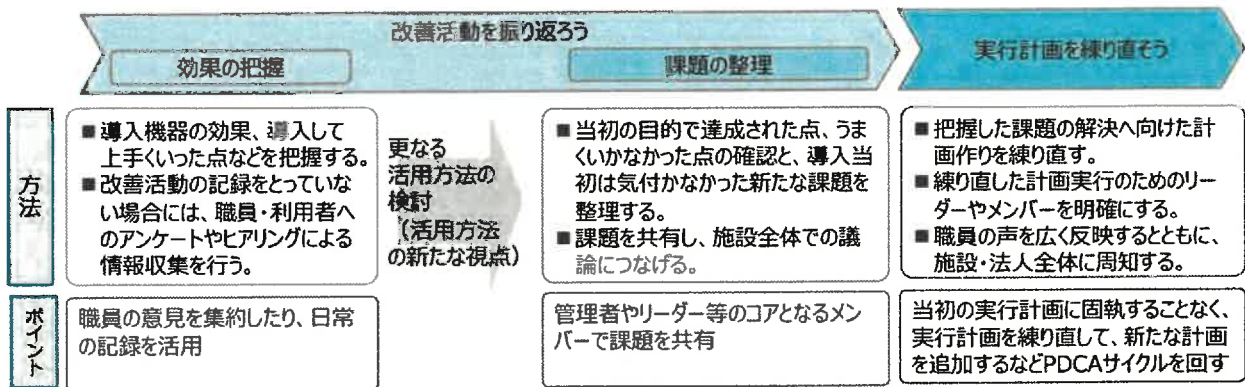 改善活動を振り返ろう
効果の把握
課題の整理
実行計画を練り直そう
方法
■導入機器の効果、導入して
上手くいった点などを把握する。
■改善活動の記録をとっていな
い場合には、職員・利用者へ
のアンケートやヒアリングによる
情報収集を行う。
更なる
活用方法の
検討
（活用方法
の新たな視点）
■当初の目的で達成された点、うま
くいかなかった点の確認と、導入当
初は気付かなかった新たな課題を
整理する。
■課題を共有し、施設全体での議
論につなげる。
■把握した課題の解決へ向けた計
画作りを練り直す。
■練り直した計画実行のためのリー
ダーやメンバーを明確にする。
■職員の声を広く反映するとともに、
施設・法人全体に周知する。
ポイント
職員の意見を集約したり、日常
の記録を活用
管理者やリーダー等のコアとなるメン
バーで課題を共有
当初の実行計画に固執することなく、
実行計画を練り直して、新たな計画
を追加するなどPDCAサイクルを回す